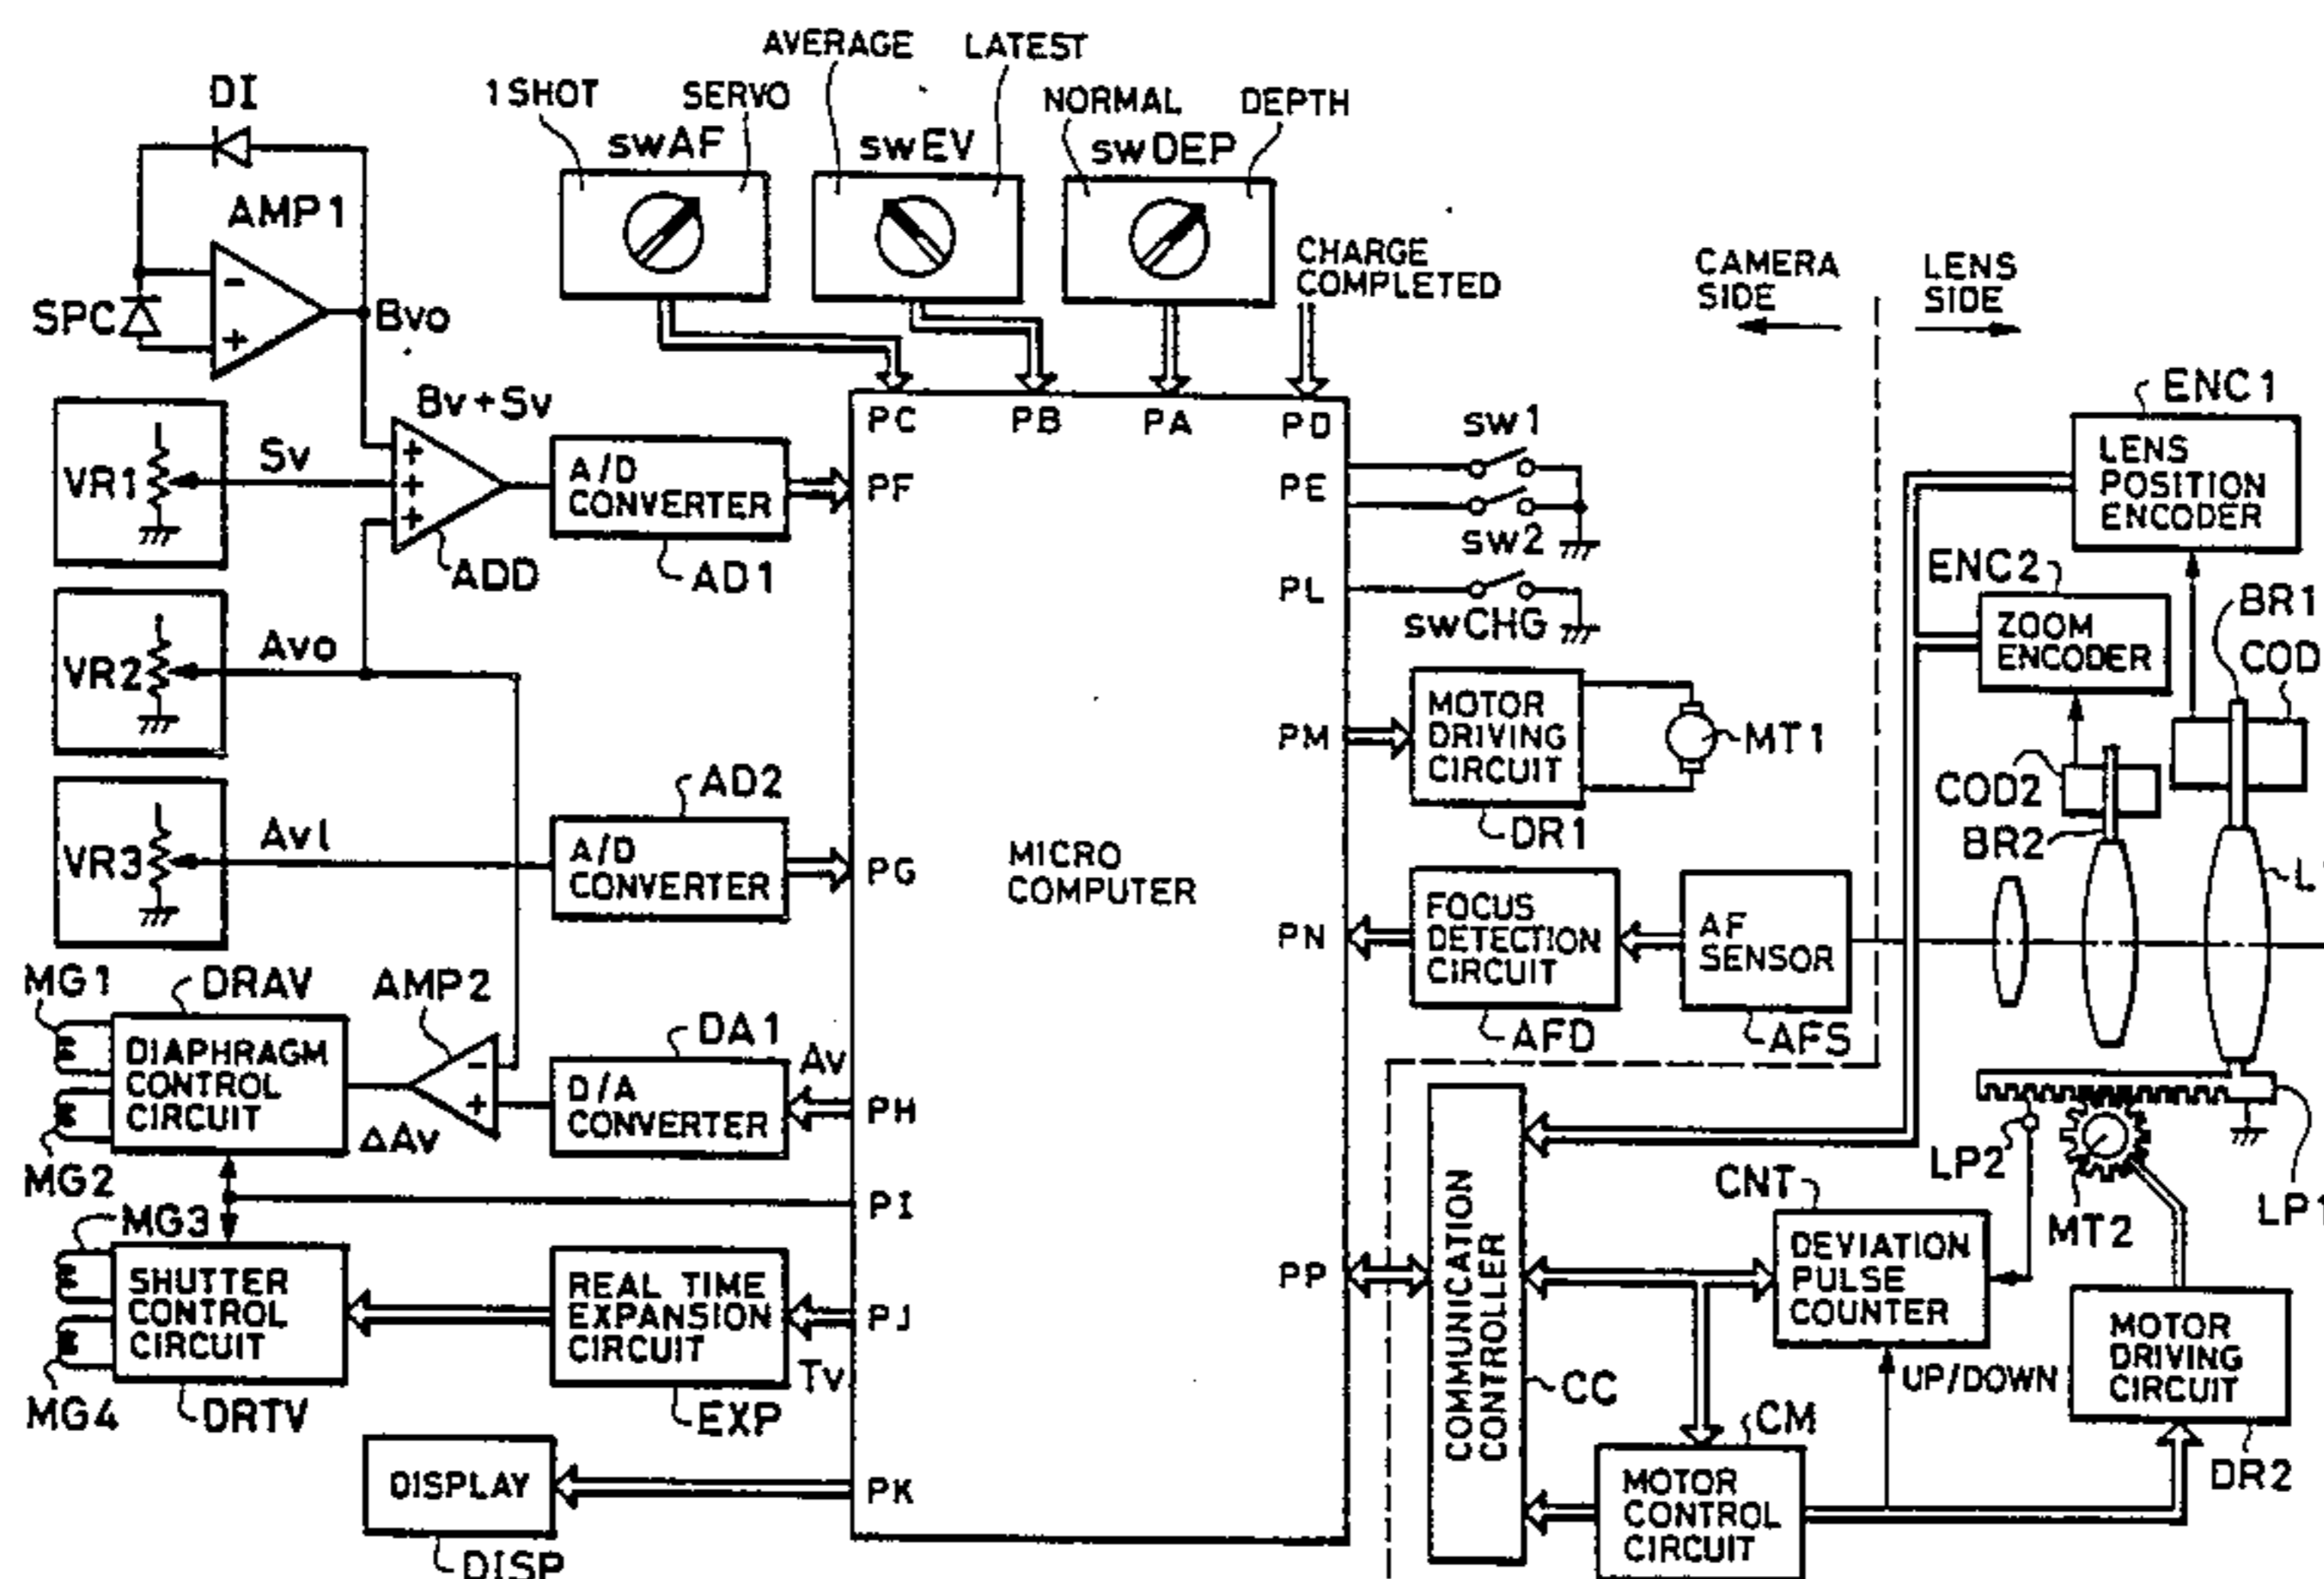 AVERAGE
LATEST
1 SHOT
SERVO
NORMAL
DEPTH
swAF
swEV
swDEP
DI
AMP1
SPC
-
+
Bvo
CHARGE
COMPLETED
CAMERA
SIDE
LENS
SIDE
VR1
Sv
Bv+Sv
+
+
+
ADD
A/D
CONVERTER
AD1
PC
PB
PA
PD
PF
PE
PL
sw1
sw2
swCHG
ENC1
LENS
POSITION
ENCODER
ENC2
ZOOM
ENCODER
BR1
COD
COD2
BR2
L
VR2
Avo
VR3
Avl
AD2
A/D
CONVERTER
PG
MICRO
COMPUTER
PM
MOTOR
DRIVING
CIRCUIT
DR1
MT1
PN
FOCUS
DETECTION
CIRCUIT
AFD
AF
SENSOR
AFS
MG1
MG2
DRAV
DIAPHRAGM
CONTROL
CIRCUIT
AMP2
-
+
ΔAv
DA1
D/A
CONVERTER
Av
PH
PI
MG3
MG4
SHUTTER
CONTROL
CIRCUIT
DRTV
REAL TIME
EXPANSION
CIRCUIT
EXP
PJ
Tv
PK
DISPLAY
DISP
PP
COMMUNICATION
CONTROLLER
CC
CNT
DEVIATION
PULSE
COUNTER
LP2
MT2
LP1
UP/DOWN
CM
MOTOR
CONTROL
CIRCUIT
MOTOR
DRIVING
CIRCUIT
DR2